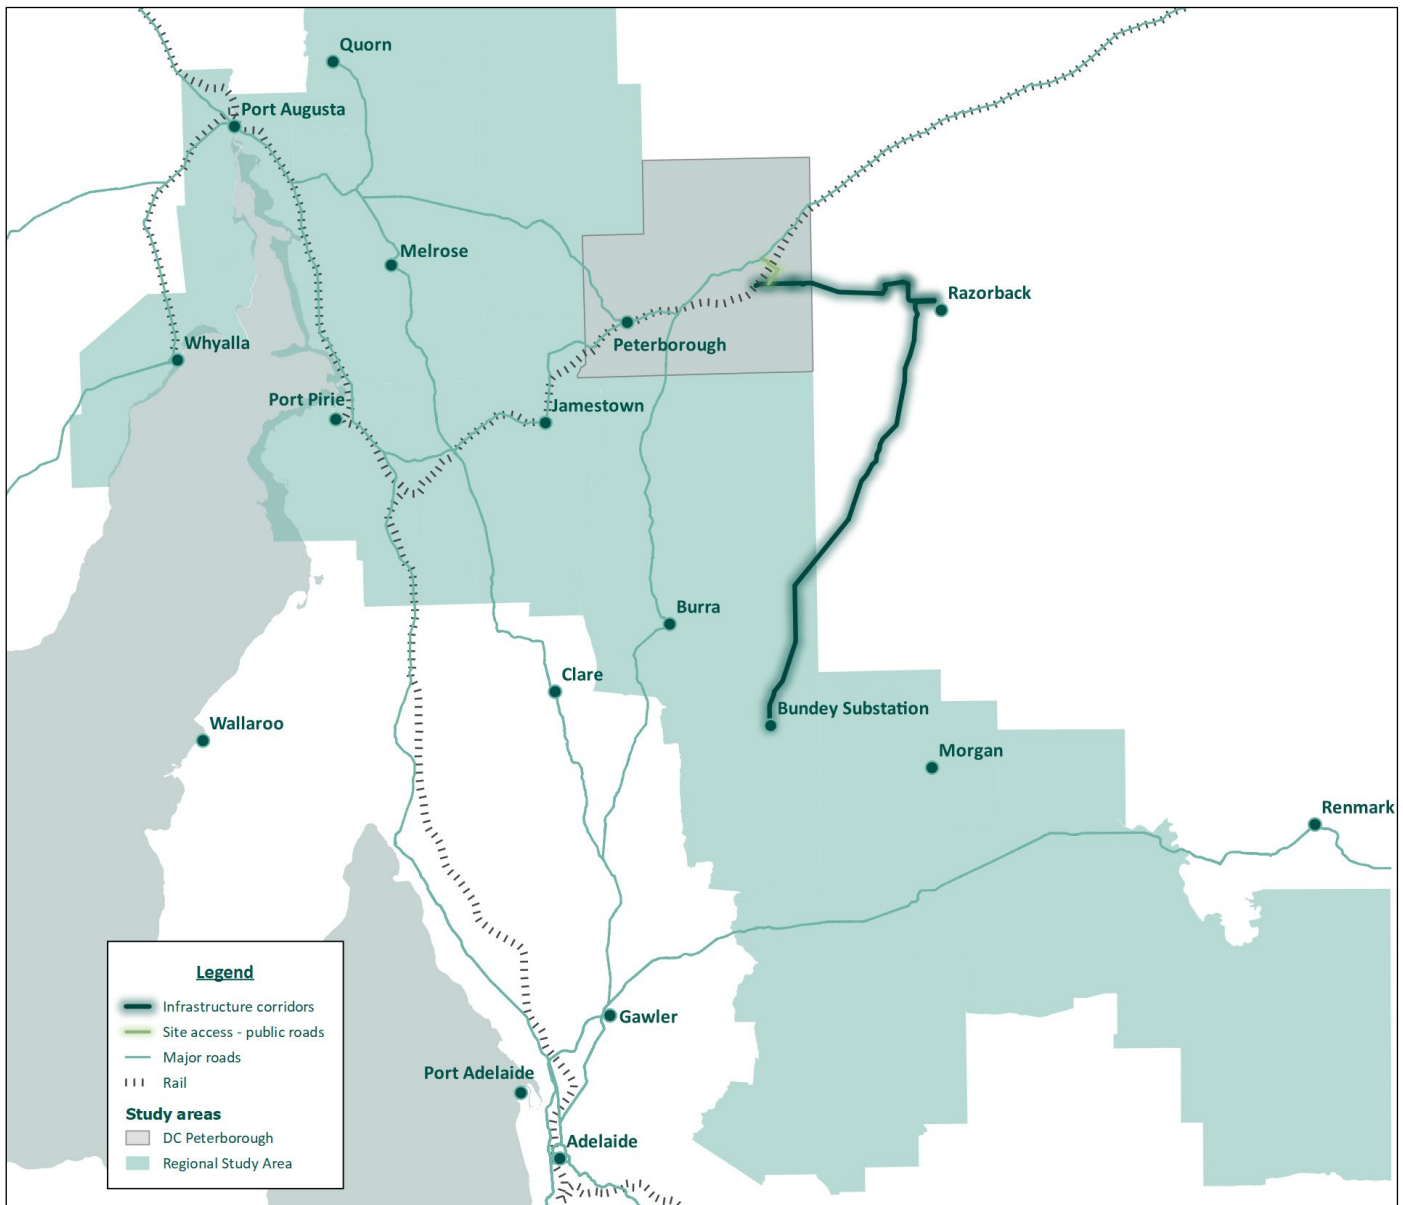 Quorn
Port Augusta
Melrose
Razorback
Whyalla
Peterborough
Port Pirie
Jamestown
Burra
Clare
Bundey Substation
Wallaroo
Morgan
Renmark
Legend
Infrastructure corridors
Site access - public roads
Major roads
Rail
Study areas
DC Peterborough
Regional Study Area
Gawler
Port Adelaide
Adelaide